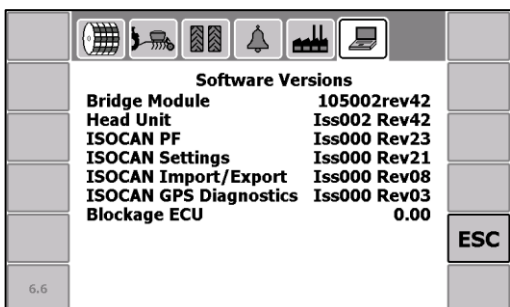 Software Versions
Bridge Module 105002rev42
Head Unit Iss002 Rev42
ISOCAN PF Iss000 Rev23
ISOCAN Settings Iss000 Rev21
ISOCAN Import/Export Iss000 Rev08
ISOCAN GPS Diagnostics Iss000 Rev03
Blockage ECU 0.00
ESC
6.6